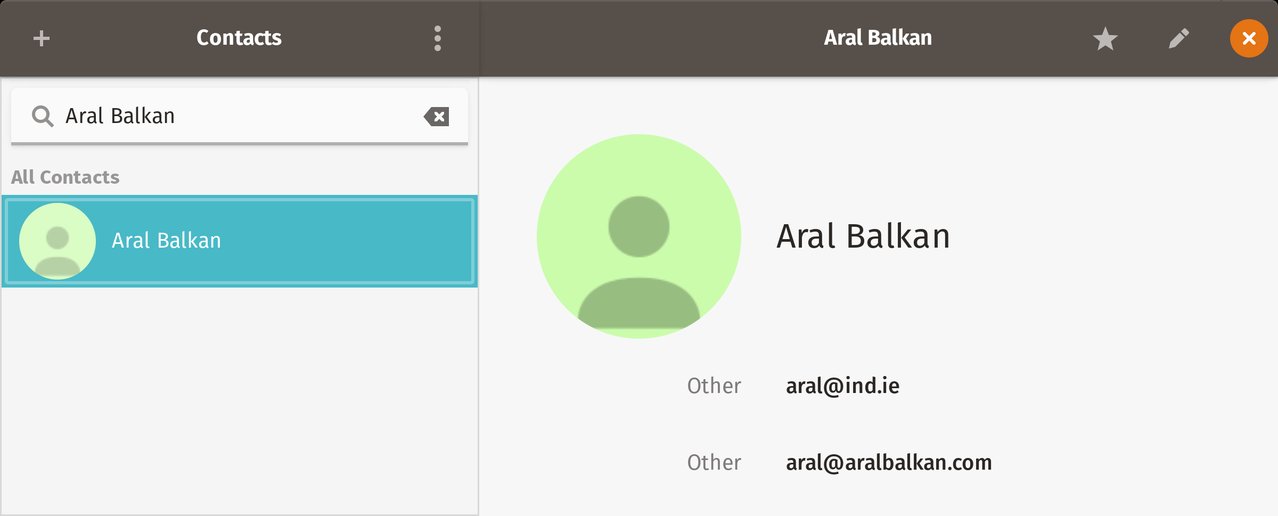 Contacts
Aral Balkan
Aral Balkan
All Contacts
Aral Balkan
Aral Balkan
Other aral@ind.ie
Other aral@aralbalkan.com